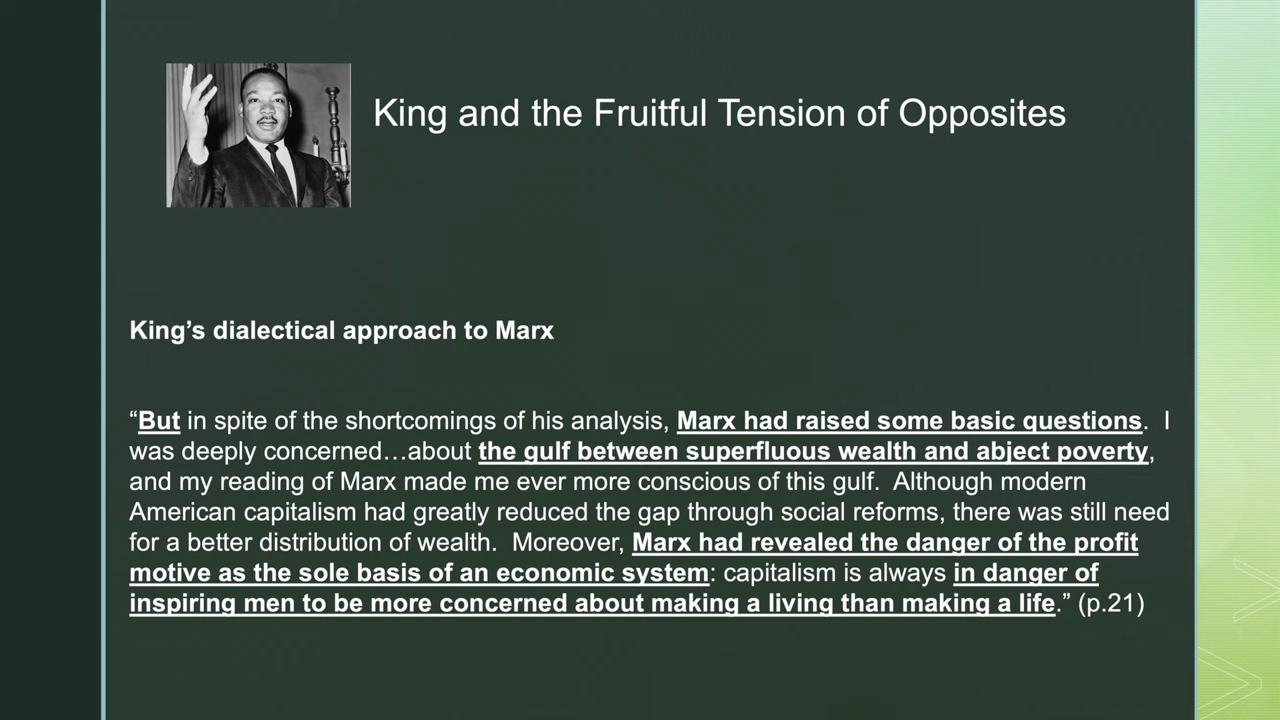 King and the Fruitful Tension of Opposites
King’s dialectical approach to Marx
“But in spite of the shortcomings of his analysis, Marx had raised some basic questions.  I
was deeply concerned…about the gulf between superfluous wealth and abject poverty,
and my reading of Marx made me ever more conscious of this gulf.  Although modern
American capitalism had greatly reduced the gap through social reforms, there was still need
for a better distribution of wealth.  Moreover, Marx had revealed the danger of the profit
motive as the sole basis of an economic system: capitalism is always in danger of
inspiring men to be more concerned about making a living than making a life.” (p.21)